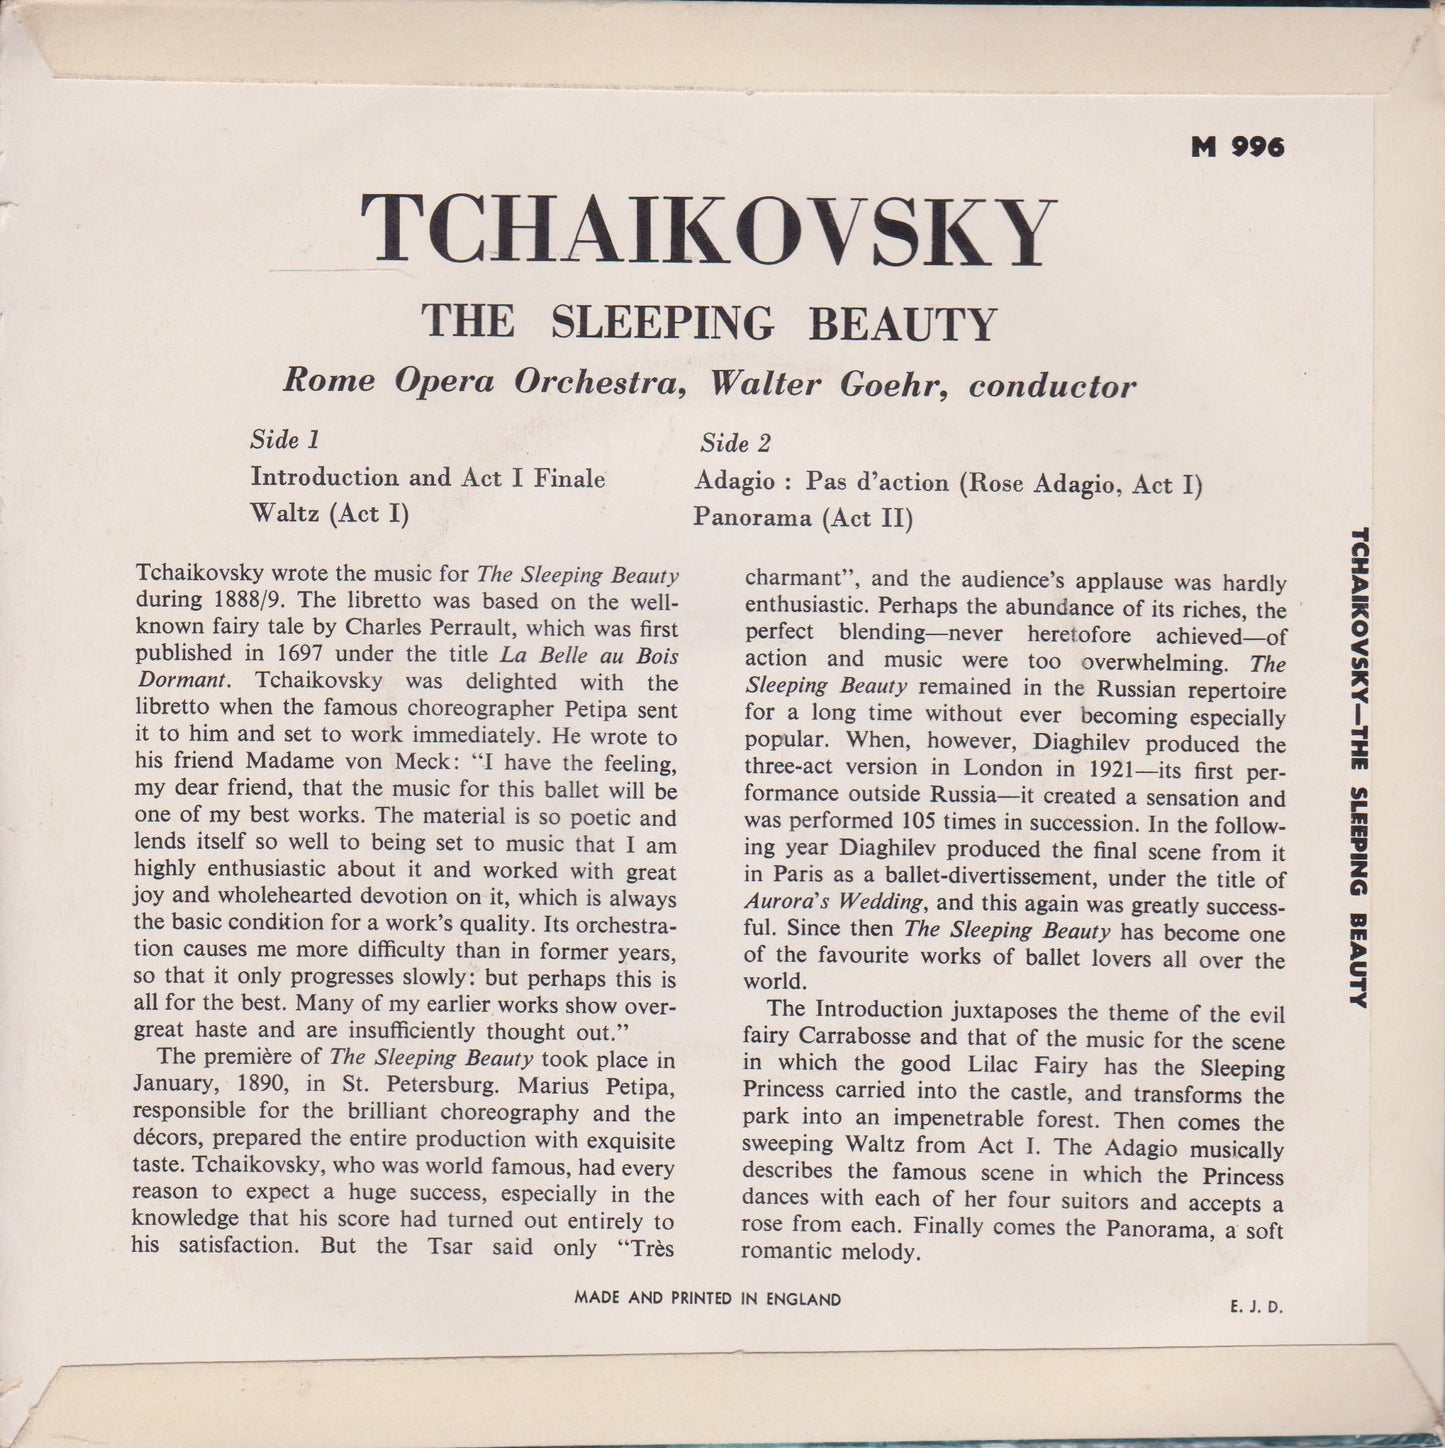 M 996
TCHAIKOVSKY
THE SLEEPING BEAUTY
Rome Opera Orchestra, Walter Goehr, conductor
Side 1
Introduction and Act I Finale
Waltz (Act I)
Side 2
Adagio : Pas d'action (Rose Adagio, Act I)
Panorama (Act II)
Tchaikovsky wrote the music for The Sleeping Beauty
during 1888/9. The libretto was based on the well-
known fairy tale by Charles Perrault, which was first
published in 1697 under the title La Belle au Bois
Dormant. Tchaikovsky was delighted with the
libretto when the famous choreographer Petipa sent
it to him and set to work immediately. He wrote to
his friend Madame von Meck: “I have the feeling,
my dear friend, that the music for this ballet will be
one of my best works. The material is so poetic and
lends itself so well to being set to music that I am
highly enthusiastic about it and worked with great
joy and wholehearted devotion on it, which is always
the basic condition for a work's quality. Its orchestra-
tion causes me more difficulty than in former years,
so that it only progresses slowly: but perhaps this is
all for the best. Many of my earlier works show over-
great haste and are insufficiently thought out.”
The première of The Sleeping Beauty took place in
January, 1890, in St. Petersburg. Marius Petipa,
responsible for the brilliant choreography and the
décors, prepared the entire production with exquisite
taste. Tchaikovsky, who was world famous, had every
reason to expect a huge success, especially in the
knowledge that his score had turned out entirely to
his satisfaction. But the Tsar said only “Très
charmant”, and the audience's applause was hardly
enthusiastic. Perhaps the abundance of its riches, the
perfect blending—never heretofore achieved—of
action and music were too overwhelming. The
Sleeping Beauty remained in the Russian repertoire
for a long time without ever becoming especially
popular. When, however, Diaghilev produced the
three-act version in London in 1921—its first per-
formance outside Russia—it created a sensation and
was performed 105 times in succession. In the follow-
ing year Diaghilev produced the final scene from it
in Paris as a ballet-divertissement, under the title of
Aurora's Wedding, and this again was greatly success-
ful. Since then The Sleeping Beauty has become one
of the favourite works of ballet lovers all over the
world.
The Introduction juxtaposes the theme of the evil
fairy Carrabosse and that of the music for the scene
in which the good Lilac Fairy has the Sleeping
Princess carried into the castle, and transforms the
park into an impenetrable forest. Then comes the
sweeping Waltz from Act I. The Adagio musically
describes the famous scene in which the Princess
dances with each of her four suitors and accepts a
rose from each. Finally comes the Panorama, a soft
romantic melody.
MADE AND PRINTED IN ENGLAND
E. J. D.
TCHAIKOVSKY—THE SLEEPING BEAUTY